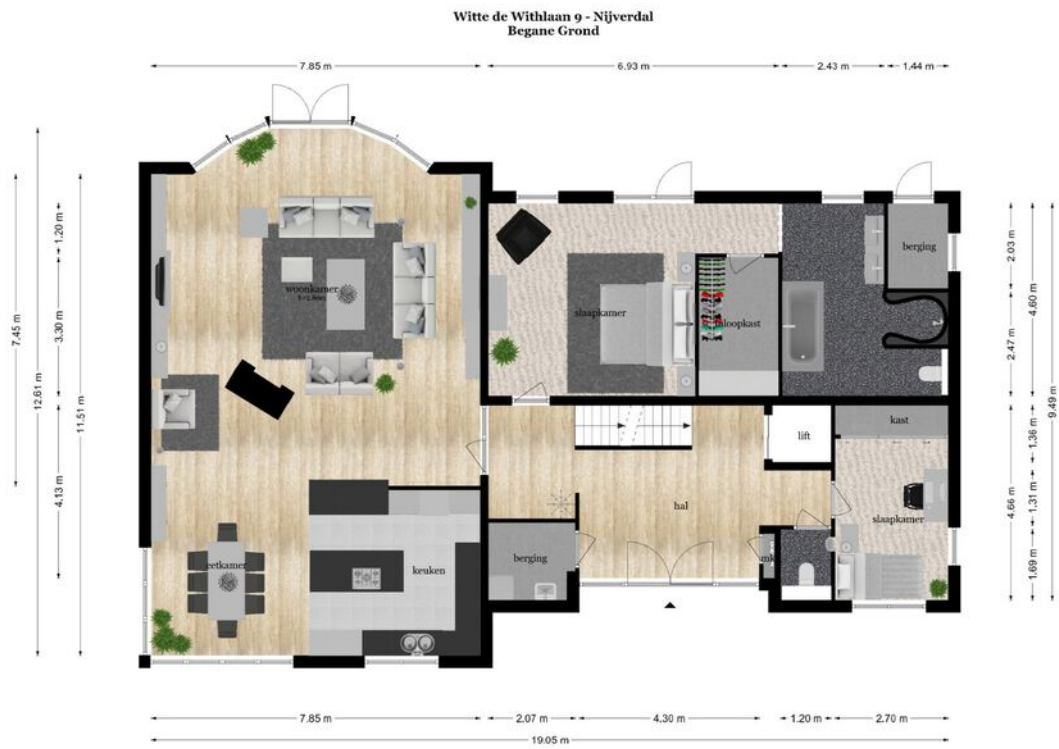 Witte de Withlaan 9 - Nijverdal
Begane Grond
7.85 m
6.93 m
2.43 m
1.44 m
7.45 m
12.61 m
11.51 m
1.20 m
3.30 m
4.13 m
woonkamer
slaapkamer
inloopkast
berging
2.03 m
2.47 m
4.60 m
9.49 m
4.66 m
1.36 m
1.31 m
1.69 m
lift
kast
hal
slaapkamer
eetkamer
keuken
berging
mk
7.85 m
2.07 m
4.30 m
1.20 m
2.70 m
19.05 m